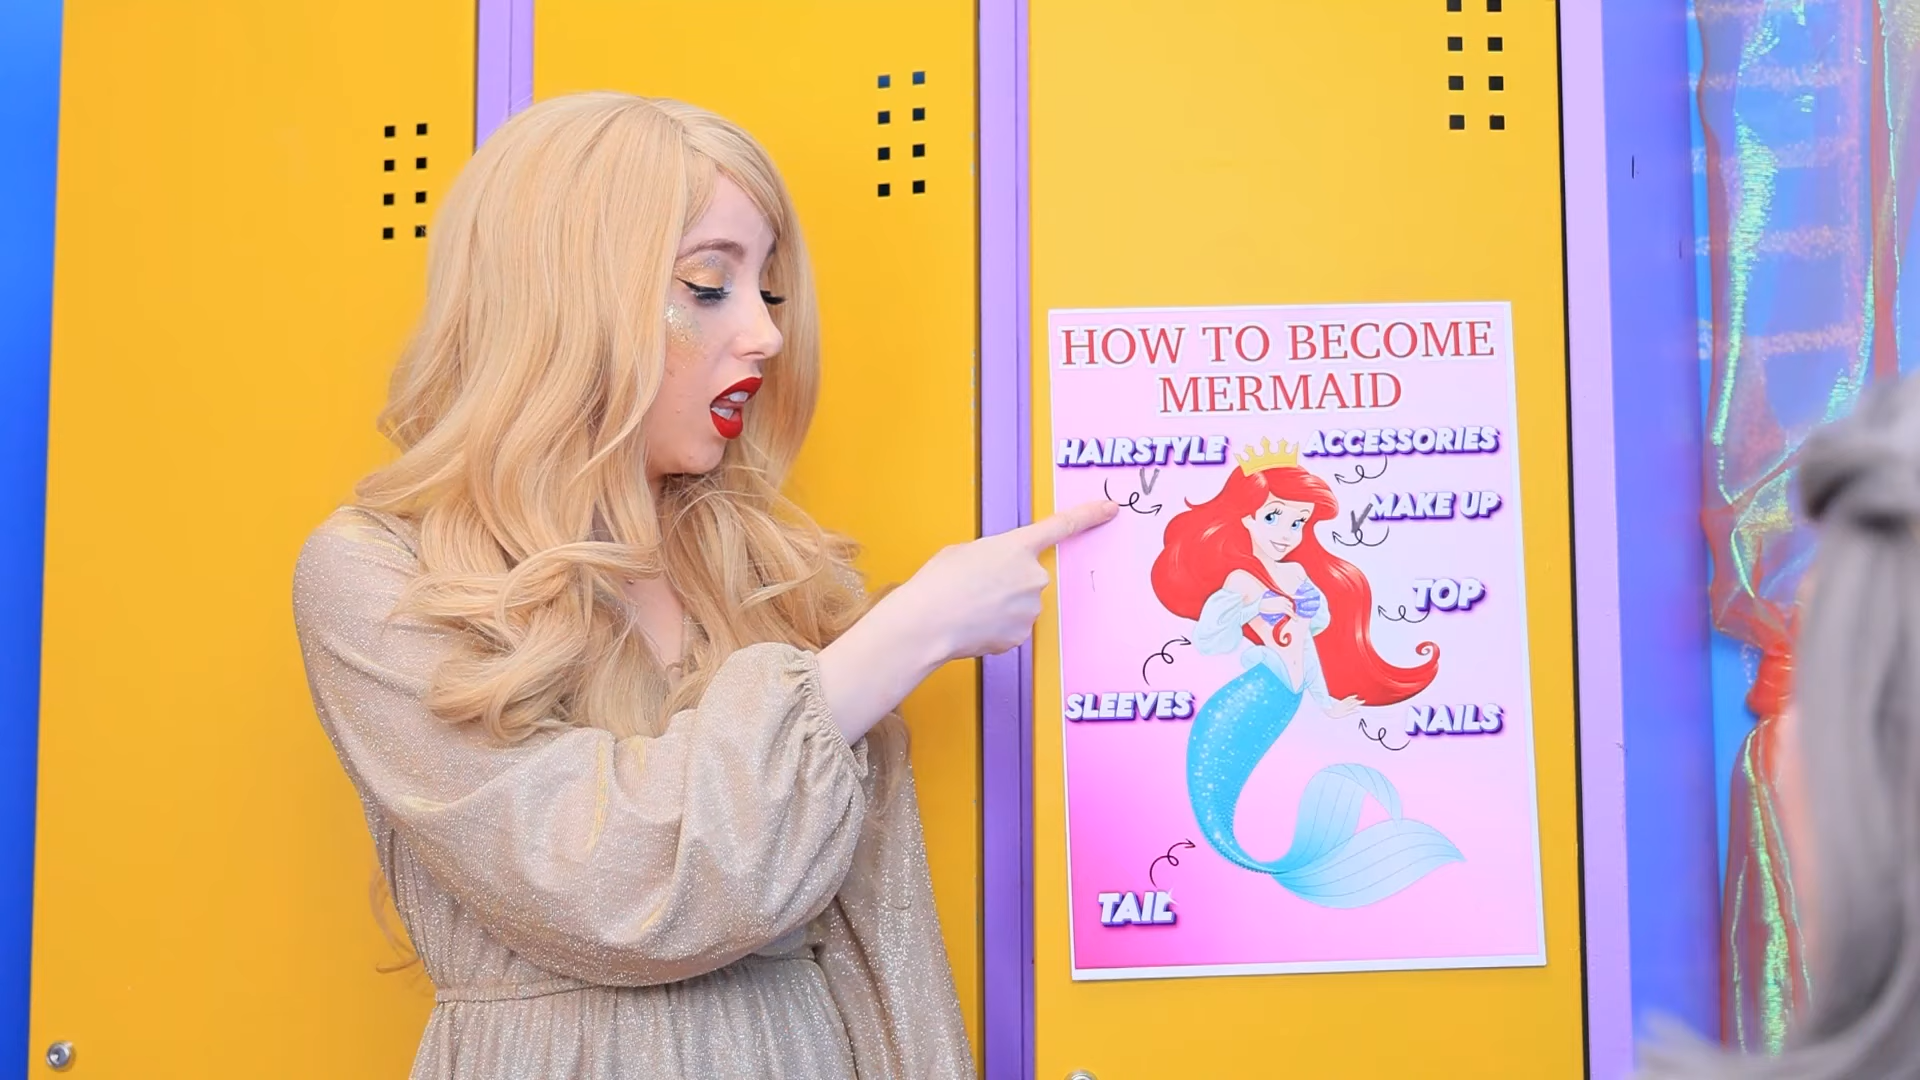 HOW TO BECOME
MERMAID
HAIRSTYLE
ACCESSORIES
MAKE UP
TOP
SLEEVES
NAILS
TAIL